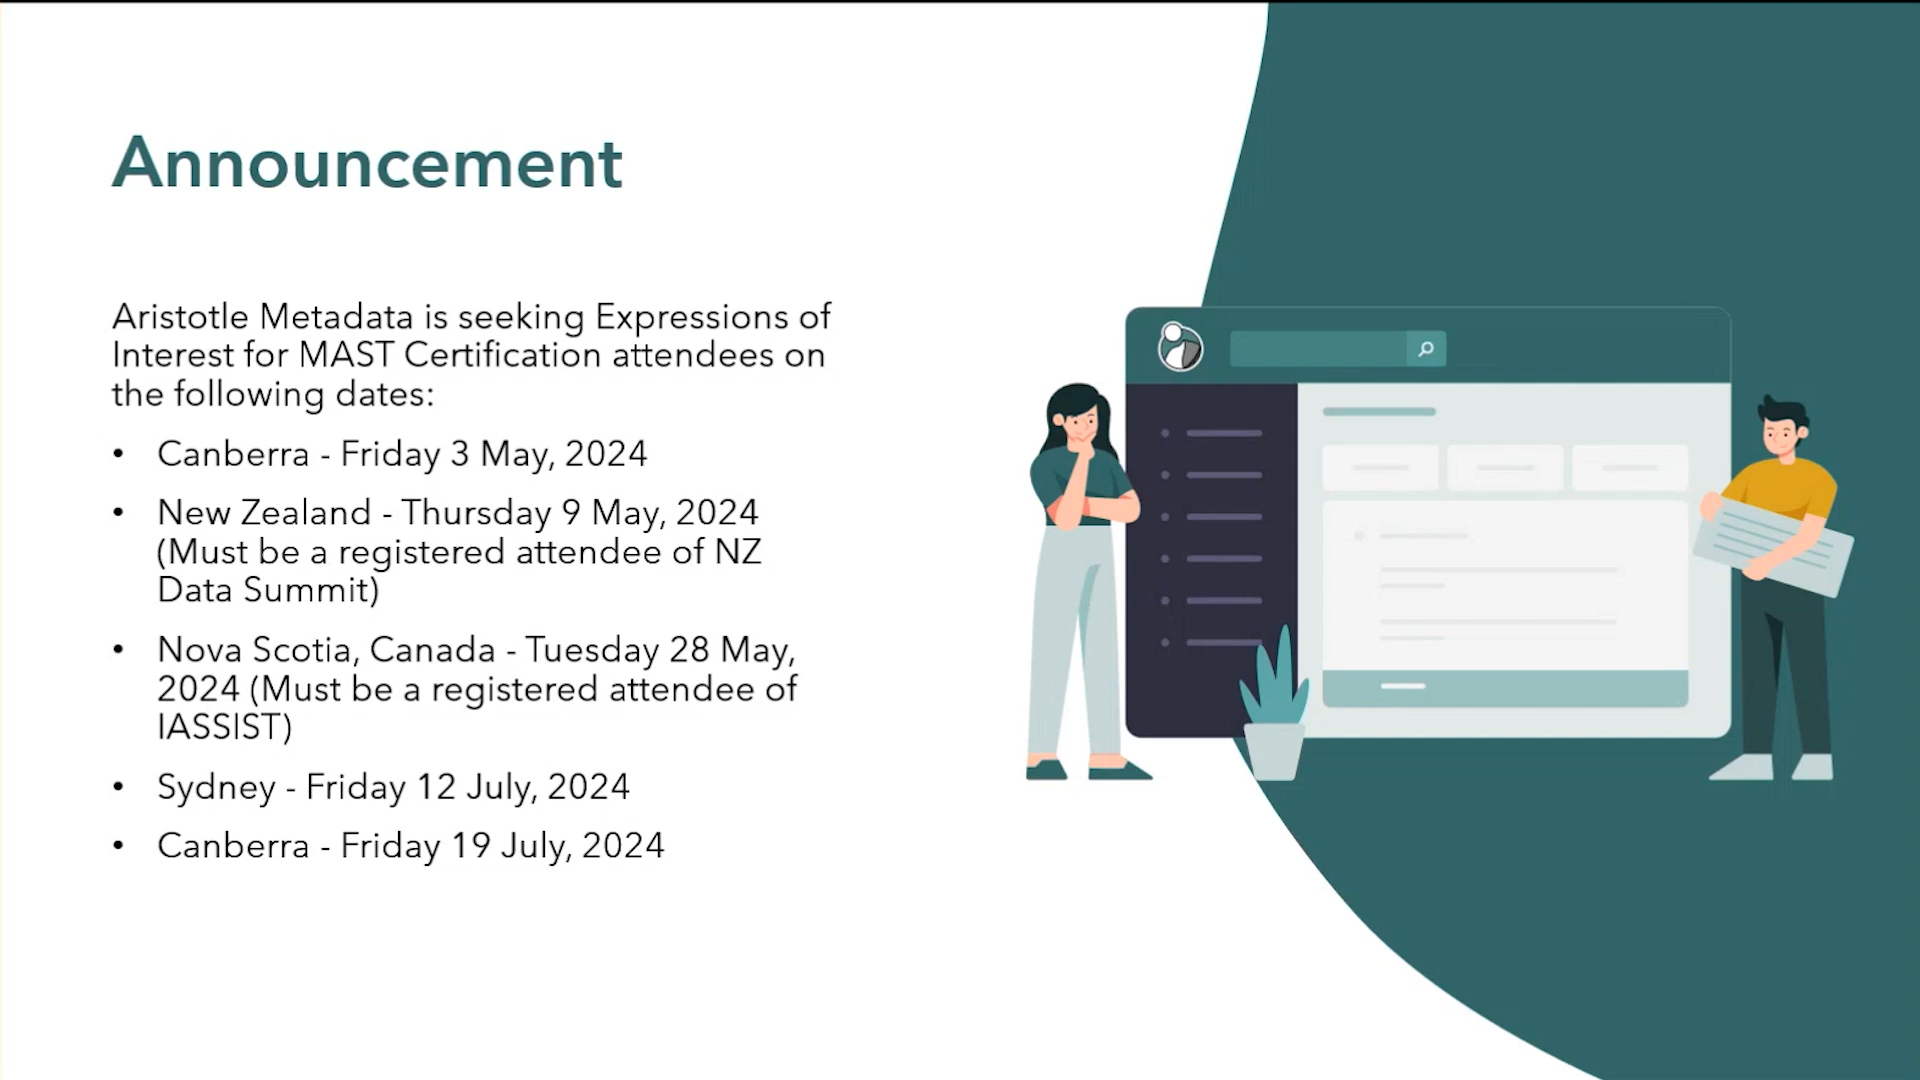 Announcement
Aristotle Metadata is seeking Expressions of
Interest for MAST Certification attendees on
the following dates:
• Canberra - Friday 3 May, 2024
• New Zealand - Thursday 9 May, 2024
(Must be a registered attendee of NZ
Data Summit)
• Nova Scotia, Canada - Tuesday 28 May,
2024 (Must be a registered attendee of
IASSIST)
• Sydney - Friday 12 July, 2024
• Canberra - Friday 19 July, 2024